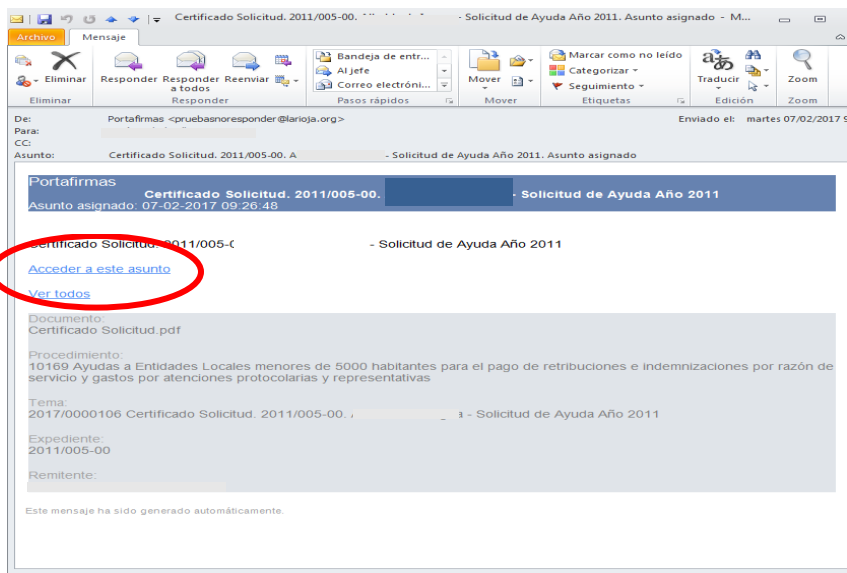 Certificado Solicitud. 2011/005-00. - Solicitud de Ayuda Año 2011. Asunto asignado - M...
Archivo Mensaje
Eliminar
Responder Responder a todos Reenviar
Bandeja de entr...
Al jefe
Correo electróni...
Mover
Marcar como no leído
Categorizar
Seguimiento
Traducir
Zoom
Eliminar Responder Pasos rápidos Mover Etiquetas Edición Zoom
De: Portafirmas <pruebasnoresponder@larioja.org> Enviado el: martes 07/02/2017 9
Para:
CC:
Asunto: Certificado Solicitud. 2011/005-00. A - Solicitud de Ayuda Año 2011. Asunto asignado
Portafirmas
Certificado Solicitud. 2011/005-00. - Solicitud de Ayuda Año 2011
Asunto asignado: 07-02-2017 09:26:48
Certificado Solicitud. 2011/005-0 - Solicitud de Ayuda Año 2011
Acceder a este asunto
Ver todos
Documento:
Certificado Solicitud.pdf
Procedimiento:
10169 Ayudas a Entidades Locales menores de 5000 habitantes para el pago de retribuciones e indemnizaciones por razón de
servicio y gastos por atenciones protocolarias y representativas
Tema:
2017/0000106 Certificado Solicitud. 2011/005-00. - Solicitud de Ayuda Año 2011
Expediente:
2011/005-00
Remitente:
Este mensaje ha sido generado automáticamente.